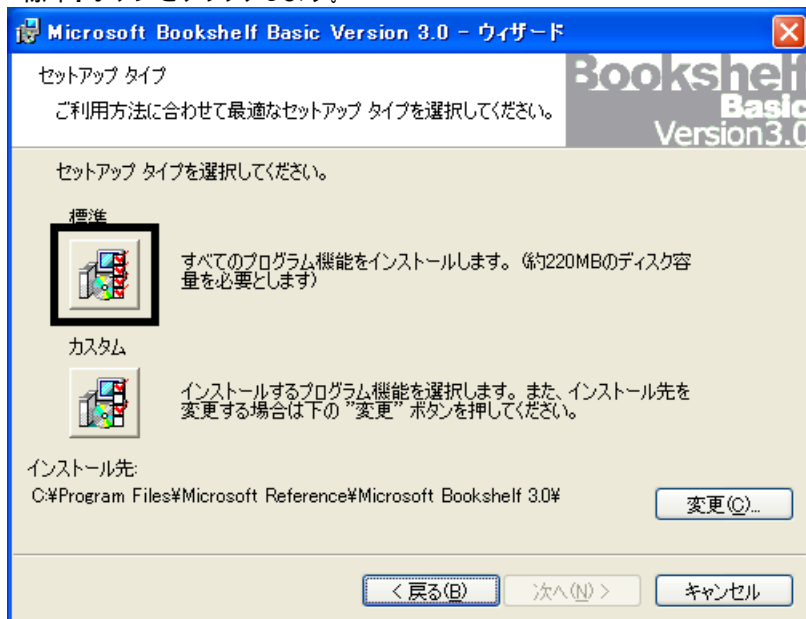 Microsoft Bookshelf Basic Version 3.0 - ウィザード
セットアップ タイプ
ご利用方法に合わせて最適なセットアップ タイプを選択してください。
Bookshelf
Basic
Version3.0
セットアップ タイプを選択してください。
標準
すべてのプログラム機能をインストールします。（約220MBのディスク容
量を必要とします）
カスタム
インストールするプログラム機能を選択します。また、インストール先を
変更する場合は下の ”変更” ボタンを押してください。
インストール先:
C:¥Program Files¥Microsoft Reference¥Microsoft Bookshelf 3.0¥
変更(C)...
< 戻る(B)
次へ(N) >
キャンセル